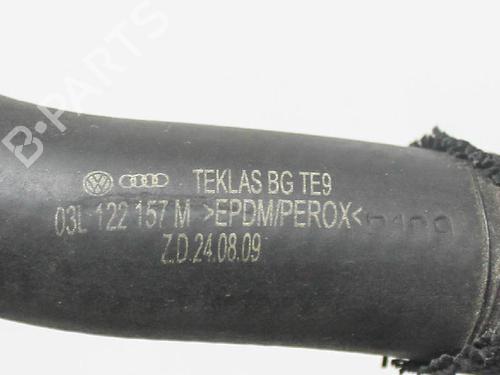 B-Parts
TEKLAS BG TE9
03L 122 157 M >EPDM/PEROX<
Z.D.24.08.09